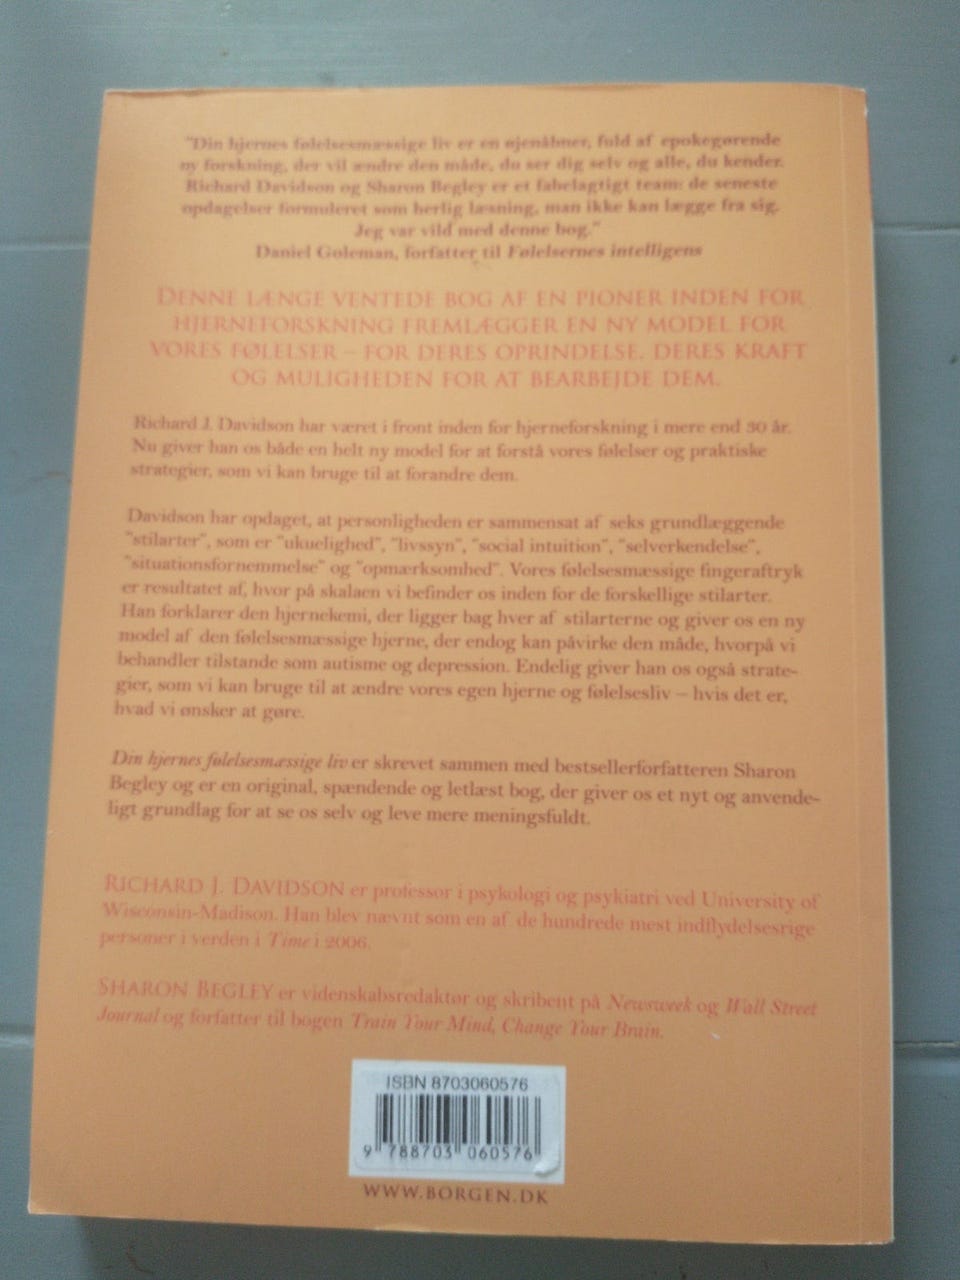 "Din hjernes følelsesmæssige liv er en øjenåbner, fuld af epokegørende
ny forskning, der vil ændre den måde, du ser dig selv og alle, du kender.
Richard Davidson og Sharon Begley er et fabelagtigt team: de seneste
opdagelser formuleret som herlig læsning, man ikke kan lægge fra sig.
Jeg var vild med denne bog."
Daniel Goleman, forfatter til Følelsernes intelligens
DENNE LÆNGE VENTEDE BOG AF EN PIONER INDEN FOR
HJERNEFORSKNING FREMLÆGGER EN NY MODEL FOR
VORES FØLELSER – FOR DERES OPRINDELSE, DERES KRAFT
OG MULIGHEDEN FOR AT BEARBEJDE DEM.
Richard J. Davidson har været i front inden for hjerneforskning i mere end 30 år.
Nu giver han os både en helt ny model for at forstå vores følelser og praktiske
strategier, som vi kan bruge til at forandre dem.
Davidson har opdaget, at personligheden er sammensat af seks grundlæggende
"stilarter", som er "ukuelighed", "livssyn", "social intuition", "selverkendelse",
"situationsfornemmelse" og "opmærksomhed". Vores følelsesmæssige fingeraftryk
er resultatet af, hvor på skalaen vi befinder os inden for de forskellige stilarter.
Han forklarer den hjernekemi, der ligger bag hver af stilarterne og giver os en ny
model af den følelsesmæssige hjerne, der endog kan påvirke den måde, hvorpå vi
behandler tilstande som autisme og depression. Endelig giver han os også strate-
gier, som vi kan bruge til at ændre vores egen hjerne og følelsesliv – hvis det er,
hvad vi ønsker at gøre.
Din hjernes følelsesmæssige liv er skrevet sammen med bestsellerforfatteren Sharon
Begley og er en original, spændende og letlæst bog, der giver os et nyt og anvende-
ligt grundlag for at se os selv og leve mere meningsfuldt.
RICHARD J. DAVIDSON er professor i psykologi og psykiatri ved University of
Wisconsin-Madison. Han blev nævnt som en af de hundrede mest indflydelsesrige
personer i verden i Time i 2006.
SHARON BEGLEY er videnskabsredaktør og skribent på Newsweek og Wall Street
Journal og forfatter til bogen Train Your Mind, Change Your Brain.
ISBN 8703060576
9 788703 060576
WWW.BORGEN.DK